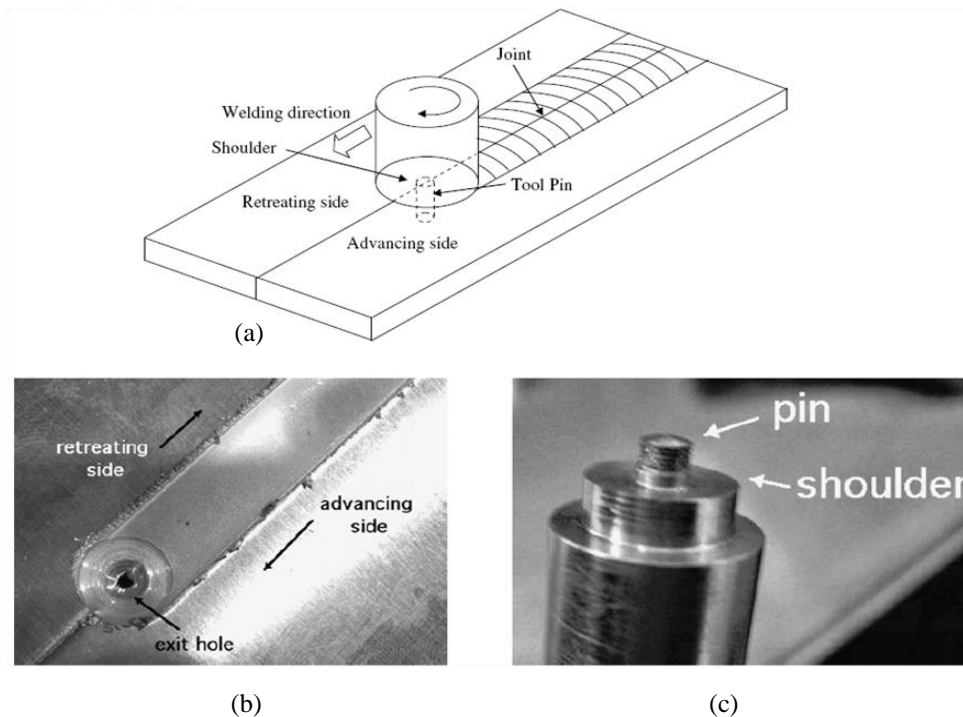 Joint
Welding direction
Shoulder
Tool Pin
Retreating side
Advancing side
(a)
retreating
side
advancing
side
exit hole
pin
shoulder
(b)
(c)